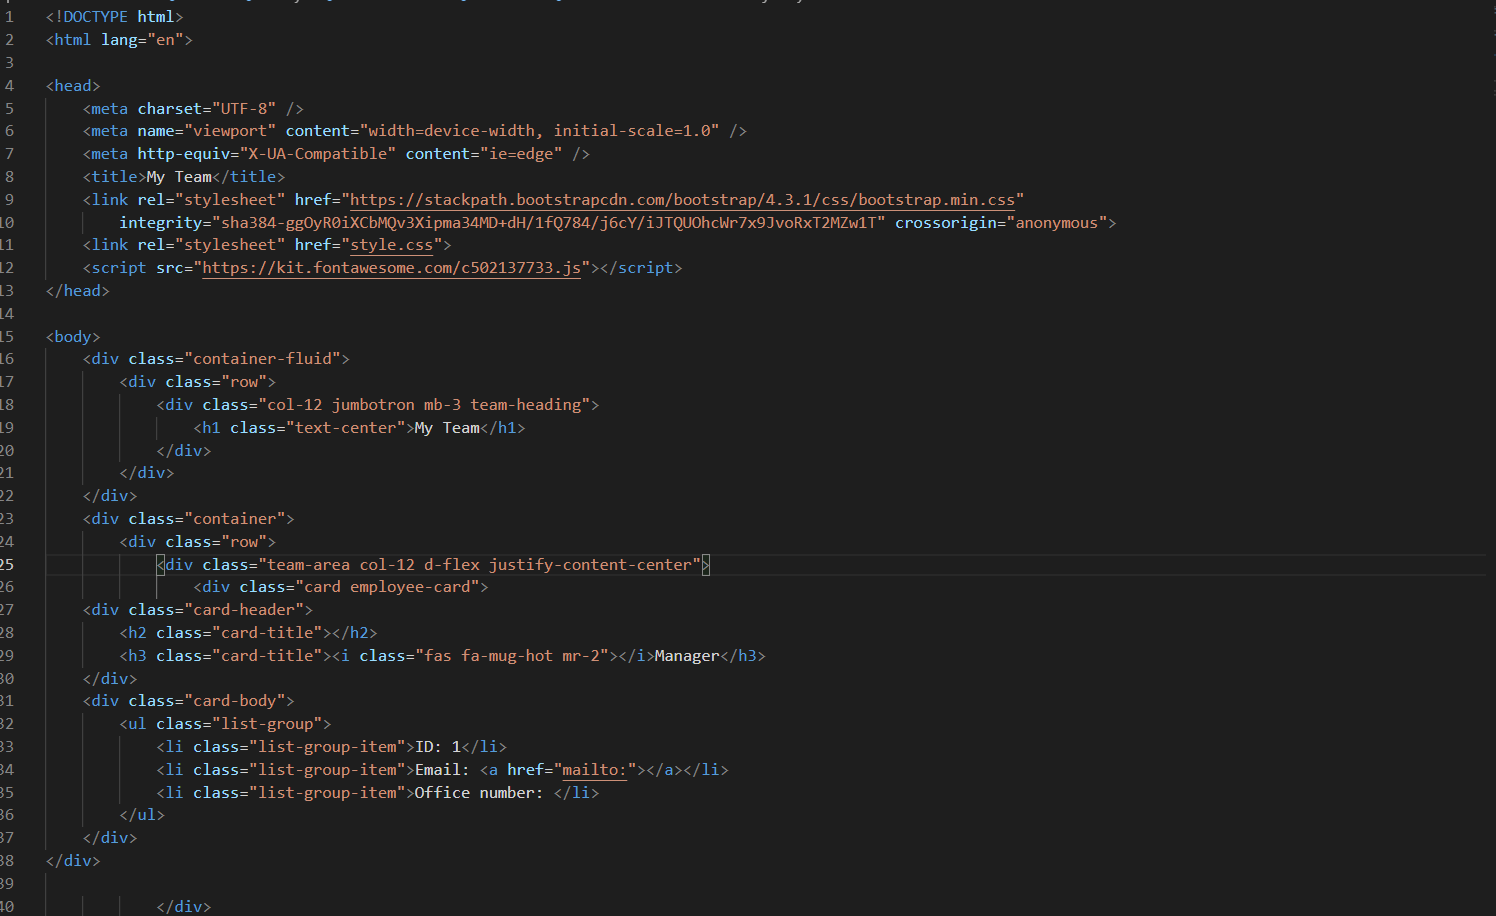 1 <!DOCTYPE html>
2 <html lang="en">
3
4 <head>
5 <meta charset="UTF-8" />
6 <meta name="viewport" content="width=device-width, initial-scale=1.0" />
7 <meta http-equiv="X-UA-Compatible" content="ie=edge" />
8 <title>My Team</title>
9 <link rel="stylesheet" href="https://stackpath.bootstrapcdn.com/bootstrap/4.3.1/css/bootstrap.min.css"
10 integrity="sha384-ggOyR0iXCbMQv3Xipma34MD+dH/1fQ784/j6cY/iJTQUOhcWr7x9JvoRxT2MZw1T" crossorigin="anonymous">
11 <link rel="stylesheet" href="style.css">
12 <script src="https://kit.fontawesome.com/c502137733.js"></script>
13 </head>
14
15 <body>
16 <div class="container-fluid">
17 <div class="row">
18 <div class="col-12 jumbotron mb-3 team-heading">
19 <h1 class="text-center">My Team</h1>
20 </div>
21 </div>
22 </div>
23 <div class="container">
24 <div class="row">
25 <div class="team-area col-12 d-flex justify-content-center">
26 <div class="card employee-card">
27 <div class="card-header">
28 <h2 class="card-title"></h2>
29 <h3 class="card-title"><i class="fas fa-mug-hot mr-2"></i>Manager</h3>
30 </div>
31 <div class="card-body">
32 <ul class="list-group">
33 <li class="list-group-item">ID: 1</li>
34 <li class="list-group-item">Email: <a href="mailto:"></a></li>
35 <li class="list-group-item">Office number: </li>
36 </ul>
37 </div>
38 </div>
39
40 </div>